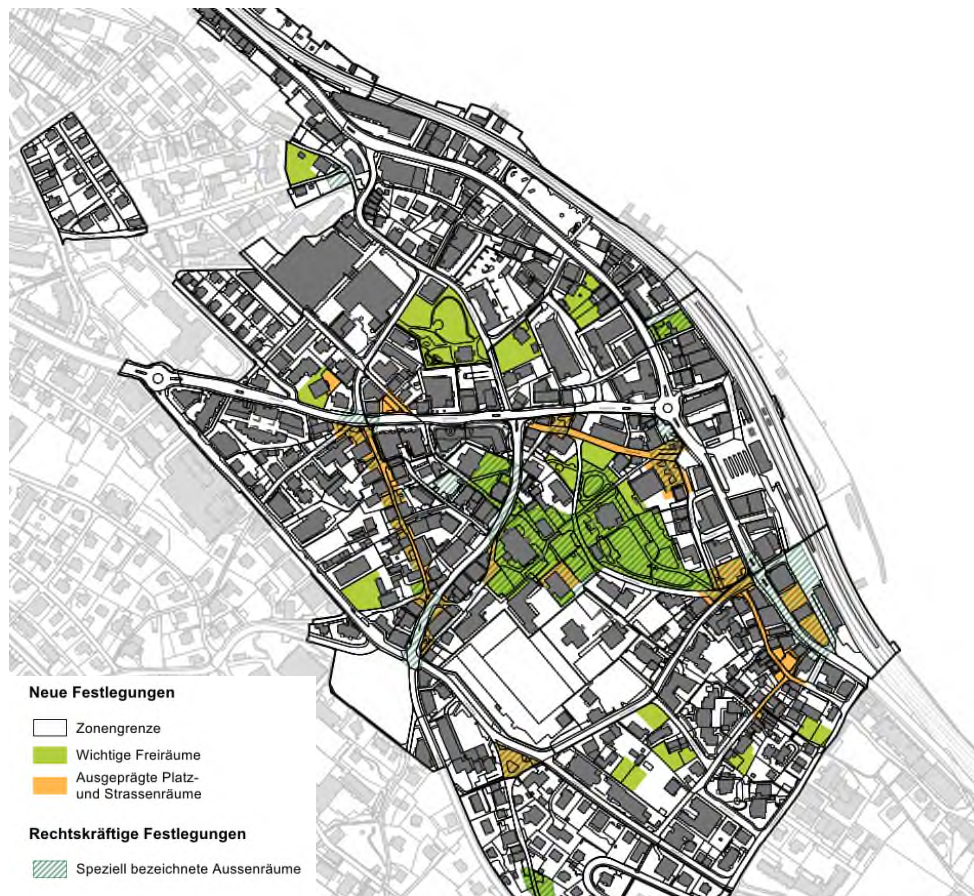 Neue Festlegungen
Zonengrenze
Wichtige Freiräume
Ausgeprägte Platz-
und Strassenräume
Rechtskräftige Festlegungen
Speziell bezeichnete Aussenräume